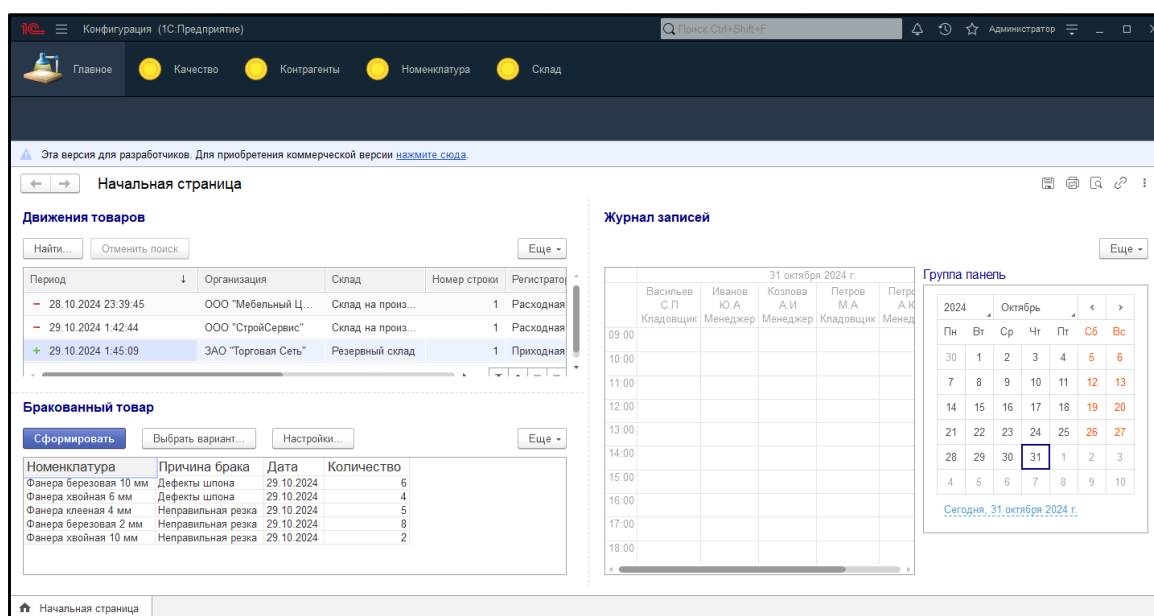 1С Конфигурация (1С:Предприятие) Поиск Ctrl+Shift+F Администратор
Главное Качество Контрагенты Номенклатура Склад
Эта версия для разработчиков. Для приобретения коммерческой версии нажмите сюда.
Начальная страница
Движения товаров
Найти... Отменить поиск Еще
Период ↓ Организация Склад Номер строки Регистратор
28.10.2024 23:39:45 ООО "Мебельный Ц... Склад на произ... 1 Расходная
29.10.2024 1:42:44 ООО "СтройСервис" Склад на произ... 1 Расходная
29.10.2024 1:45:09 ЗАО "Торговая Сеть" Резервный склад 1 Приходная
Бракованный товар
Сформировать Выбрать вариант... Настройки... Еще
Номенклатура Причина брака Дата Количество
Фанера березовая 10 мм Дефекты шпона 29.10.2024 6
Фанера хвойная 6 мм Дефекты шпона 29.10.2024 4
Фанера клееная 4 мм Неправильная резка 29.10.2024 5
Фанера березовая 2 мм Неправильная резка 29.10.2024 8
Фанера хвойная 10 мм Неправильная резка 29.10.2024 2
Журнал записей
Еще
31 октября 2024 г.
Васильев Иванов Козлова Петров Петро
С.П Ю.А А.И М.А А.К
Кладовщик Менеджер Менеджер Кладовщик Менед
09:00
10:00
11:00
12:00
13:00
14:00
15:00
16:00
17:00
18:00
Группа панель
2024 Октябрь
Пн Вт Ср Чт Пт Сб Вс
30 1 2 3 4 5 6
7 8 9 10 11 12 13
14 15 16 17 18 19 20
21 22 23 24 25 26 27
28 29 30 31 1 2 3
4 5 6 7 8 9 10
Сегодня, 31 октября 2024 г.
Начальная страница